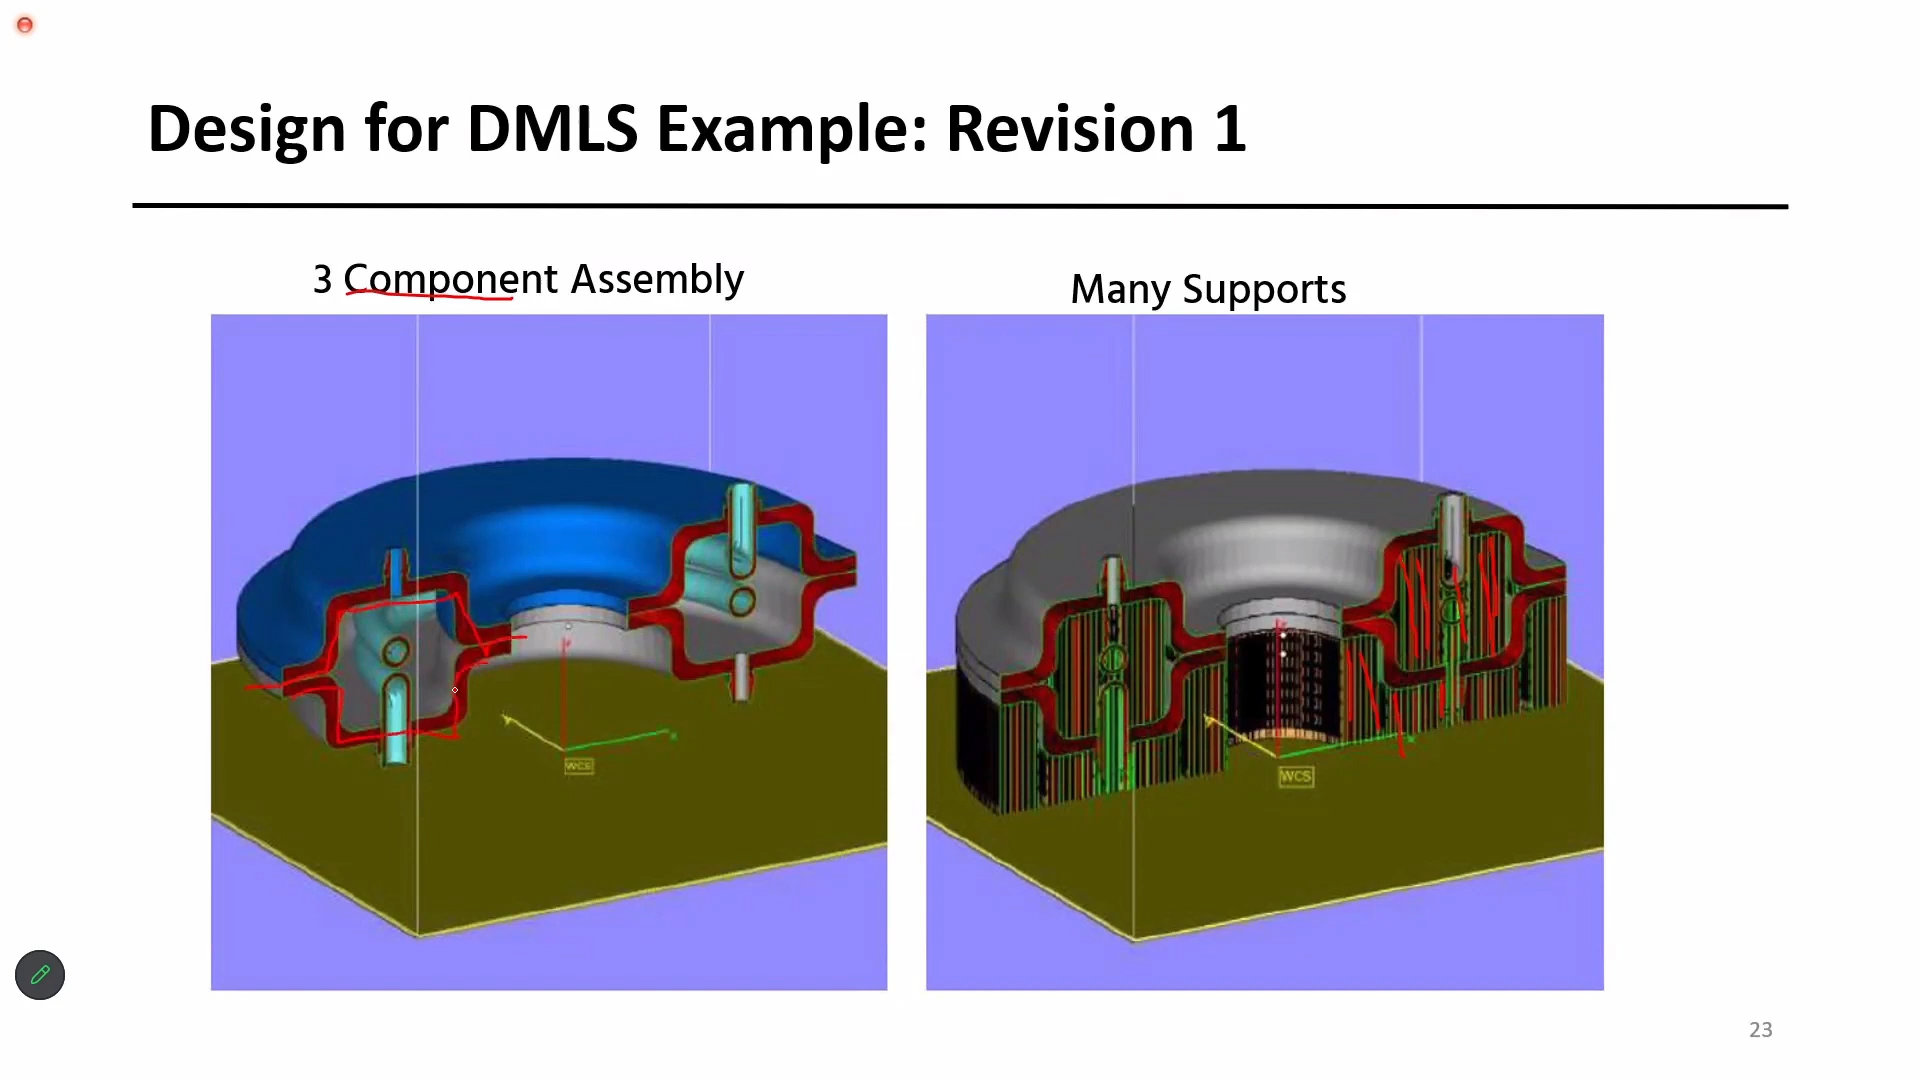 Design for DMLS Example: Revision 1
3 Component Assembly
Many Supports
WCS
WCS
23